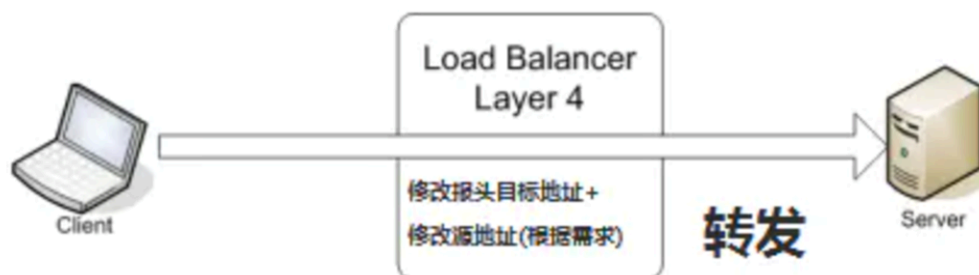 Load Balancer
Layer 4
修改报头目标地址+
修改源地址(根据需求)
转发
Client
Server